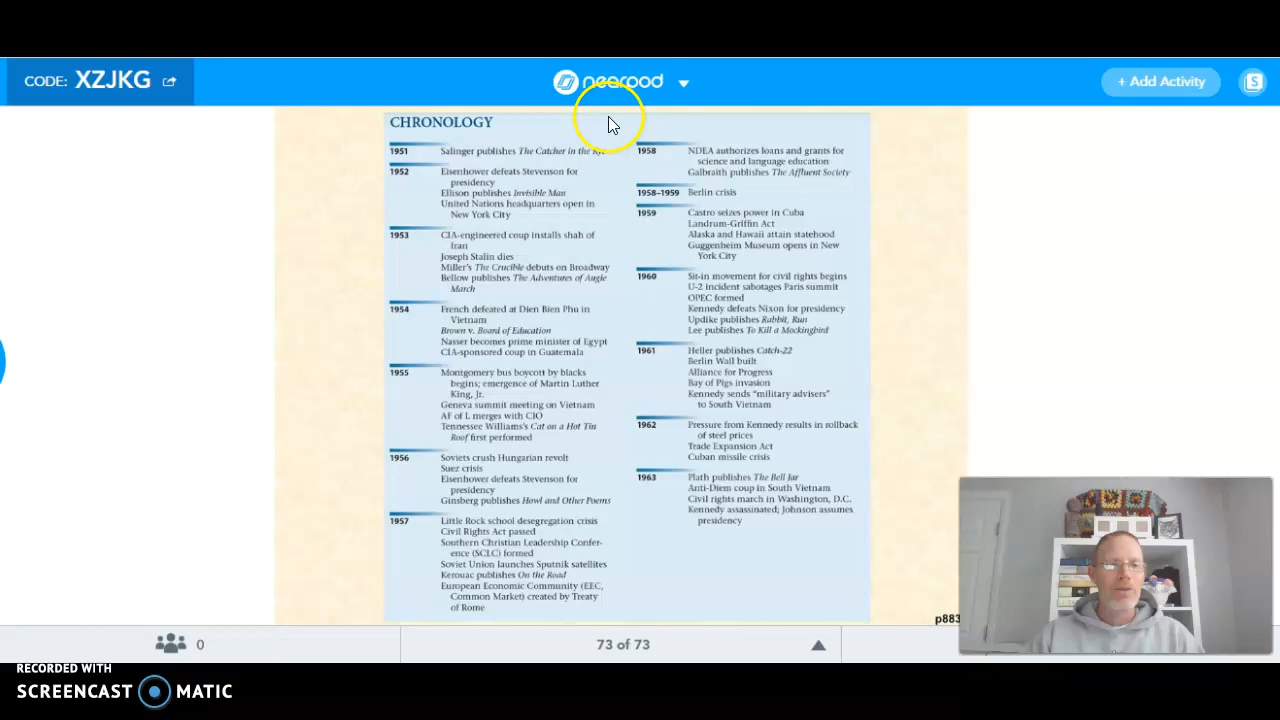 CODE: XZJKG
nearpod
+ Add Activity
S
CHRONOLOGY
1951 Salinger publishes The Catcher in the Rye
1952 Eisenhower defeats Stevenson for
presidency
Ellison publishes Invisible Man
United Nations headquarters open in
New York City
1953 CIA-engineered coup installs shah of
Iran
Joseph Stalin dies
Miller's The Crucible debuts on Broadway
Bellow publishes The Adventures of Augie
March
1954 French defeated at Dien Bien Phu in
Vietnam
Brown v. Board of Education
Nasser becomes prime minister of Egypt
CIA-sponsored coup in Guatemala
1955 Montgomery bus boycott by blacks
begins; emergence of Martin Luther
King, Jr.
Geneva summit meeting on Vietnam
AF of L merges with CIO
Tennessee Williams's Cat on a Hot Tin
Roof first performed
1956 Soviets crush Hungarian revolt
Suez crisis
Eisenhower defeats Stevenson for
presidency
Ginsberg publishes Howl and Other Poems
1957 Little Rock school desegregation crisis
Civil Rights Act passed
Southern Christian Leadership Confer-
ence (SCLC) formed
Soviet Union launches Sputnik satellites
Kerouac publishes On the Road
European Economic Community (EEC,
Common Market) created by Treaty
of Rome
1958 NDEA authorizes loans and grants for
science and language education
Galbraith publishes The Affluent Society
1958–1959 Berlin crisis
1959 Castro seizes power in Cuba
Landrum-Griffin Act
Alaska and Hawaii attain statehood
Guggenheim Museum opens in New
York City
1960 Sit-in movement for civil rights begins
U-2 incident sabotages Paris summit
OPEC formed
Kennedy defeats Nixon for presidency
Updike publishes Rabbit, Run
Lee publishes To Kill a Mockingbird
1961 Heller publishes Catch-22
Berlin Wall built
Alliance for Progress
Bay of Pigs invasion
Kennedy sends "military advisers"
to South Vietnam
1962 Pressure from Kennedy results in rollback
of steel prices
Trade Expansion Act
Cuban missile crisis
1963 Plath publishes The Bell Jar
Anti-Diem coup in South Vietnam
Civil rights march in Washington, D.C.
Kennedy assassinated; Johnson assumes
presidency
p883
0
73 of 73
RECORDED WITH
SCREENCAST MATIC